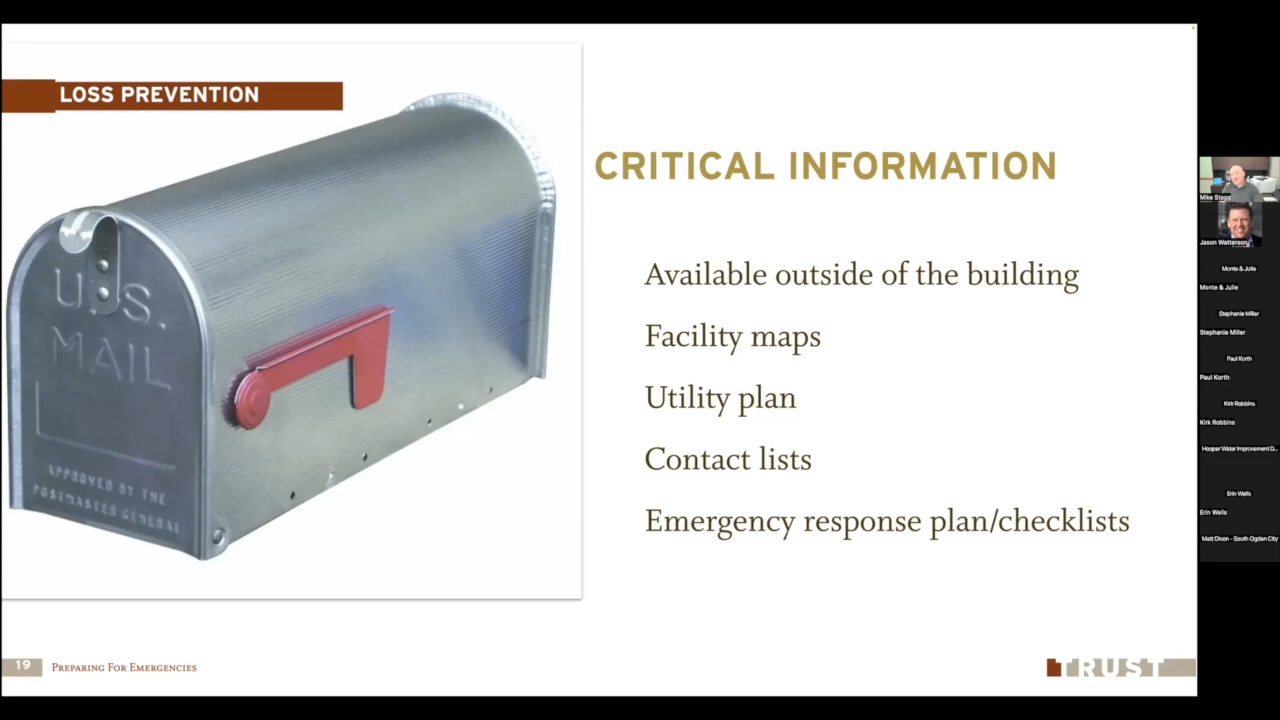 LOSS PREVENTION
U.S.
MAIL
APPROVED BY THE
POSTMASTER GENERAL
CRITICAL INFORMATION
Available outside of the building
Facility maps
Utility plan
Contact lists
Emergency response plan/checklists
19 Preparing For Emergencies
TRUST
Mike Stagg
Jason Watterson
Monte & Julie
Monte & Julie
Stephanie Miller
Stephanie Miller
Paul Korth
Paul Korth
Kirk Robbins
Kirk Robbins
Hooper Water Improvement D...
Erin Wells
Erin Wells
Matt Dixon - South Ogden City